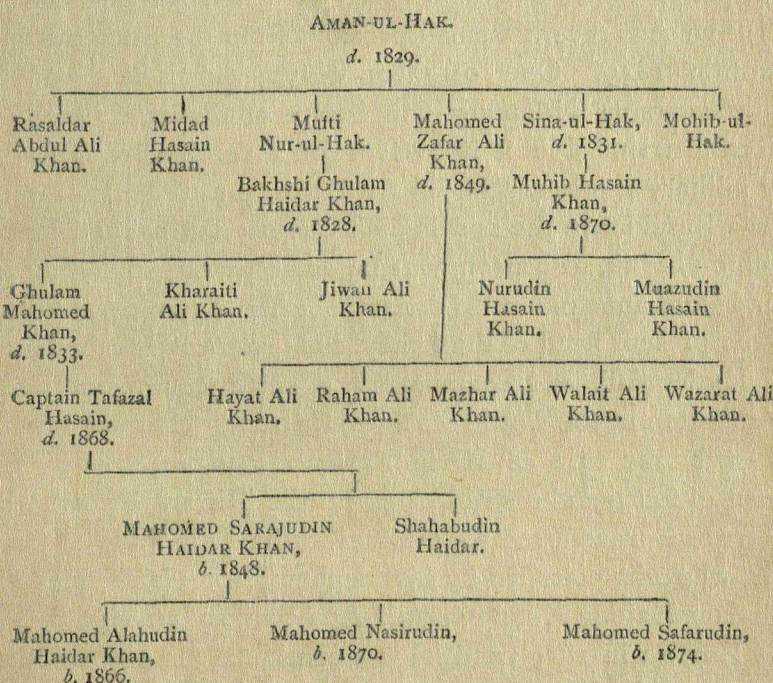 AMAN-UL-HAK.
d. 1829.
Rasaldar
Abdul Ali
Khan.
Midad
Hasain
Khan.
Mufti
Nur-ul-Hak.
Mahomed
Zafar Ali
Khan,
d. 1849.
Sina-ul-Hak,
d. 1831.
Mohib-ul-
Hak.
Bakhshi Ghulam
Haidar Khan,
d. 1828.
Muhib Hasain
Khan,
d. 1870.
Ghulam
Mahomed
Khan,
d. 1833.
Kharaiti
Ali Khan.
Jiwan Ali
Khan.
Nurudin
Hasain
Khan.
Muazudin
Hasain
Khan.
Captain Tafazal
Hasain,
d. 1868.
Hayat Ali
Khan.
Raham Ali
Khan.
Mazhar Ali
Khan.
Walait Ali
Khan.
Wazarat Ali
Khan.
MAHOMED SARAJUDIN
HAIDAR KHAN,
b. 1848.
Shahabudin
Haidar.
Mahomed Alahudin
Haidar Khan,
b. 1866.
Mahomed Nasirudin,
b. 1870.
Mahomed Safarudin,
b. 1874.